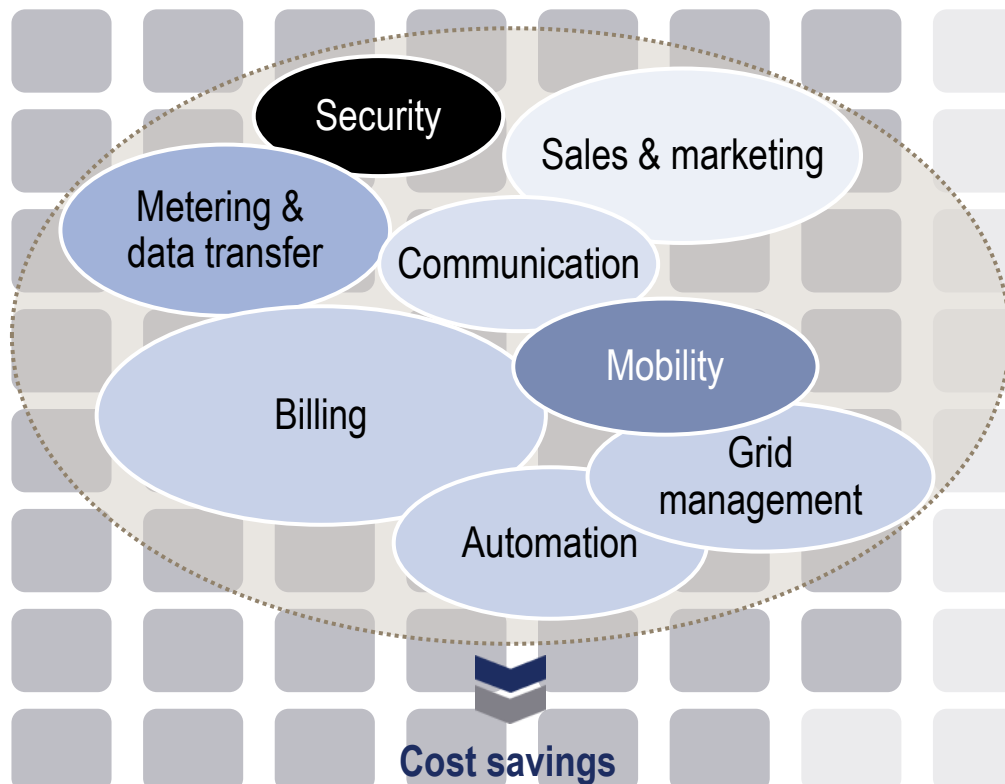 Security
Sales & marketing
Metering &
data transfer
Communication
Mobility
Billing
Grid
management
Automation
Cost savings